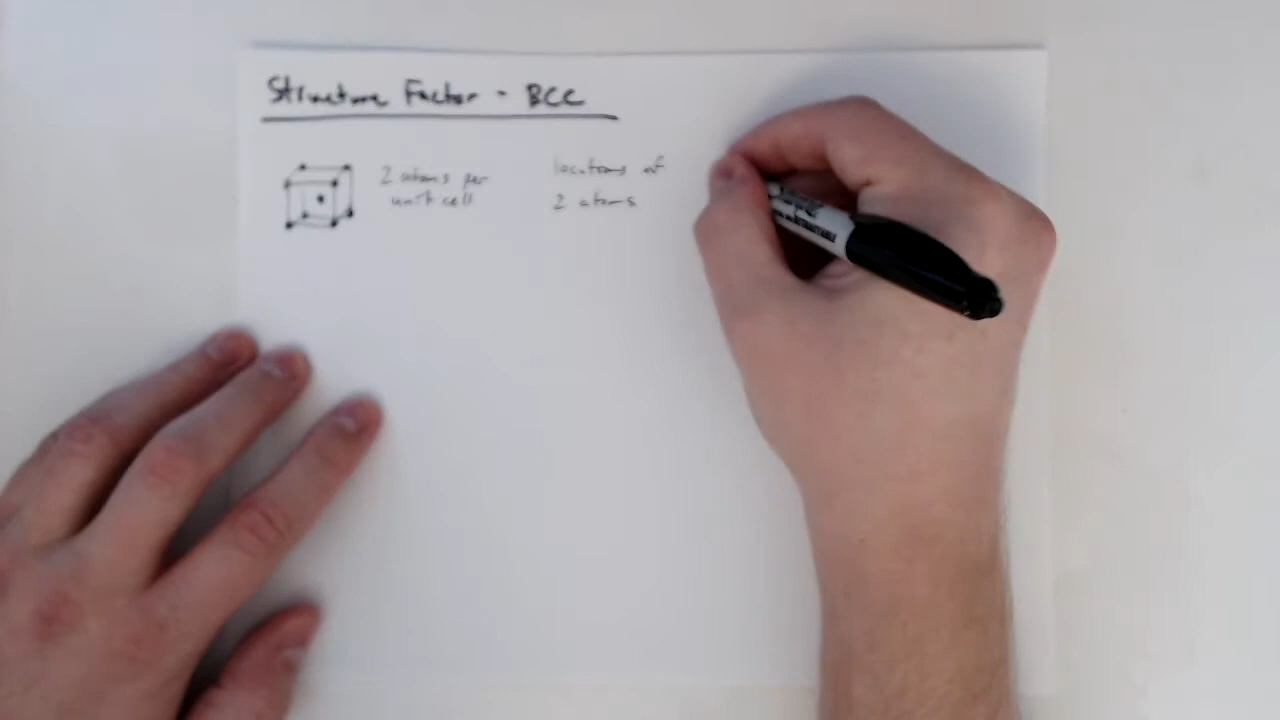 Structure Factor - BCC
2 atoms per
unit cell
locations of
2 atoms